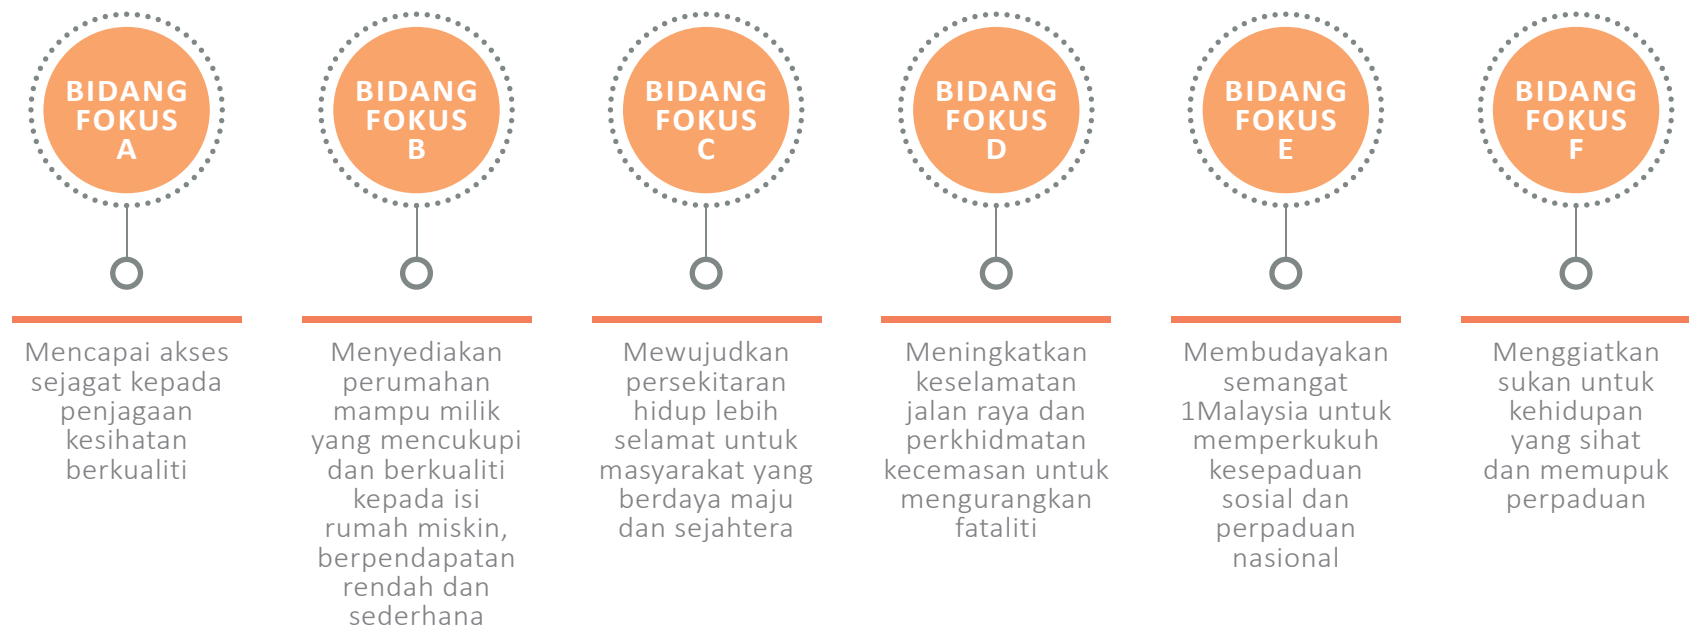 BIDANG
FOKUS
A
Mencapai akses
sejagat kepada
penjagaan
kesihatan
berkualiti
BIDANG
FOKUS
B
Menyediakan
perumahan
mampu milik
yang mencukupi
dan berkualiti
kepada isi
rumah miskin,
berpendapatan
rendah dan
sederhana
BIDANG
FOKUS
C
Mewujudkan
persekitaran
hidup lebih
selamat untuk
masyarakat yang
berdaya maju
dan sejahtera
BIDANG
FOKUS
D
Meningkatkan
keselamatan
jalan raya dan
perkhidmatan
kecemasan untuk
mengurangkan
fataliti
BIDANG
FOKUS
E
Membudayakan
semangat
1Malaysia untuk
memperkukuh
kesepaduan
sosial dan
perpaduan
nasional
BIDANG
FOKUS
F
Menggiatkan
sukan untuk
kehidupan
yang sihat
dan memupuk
perpaduan